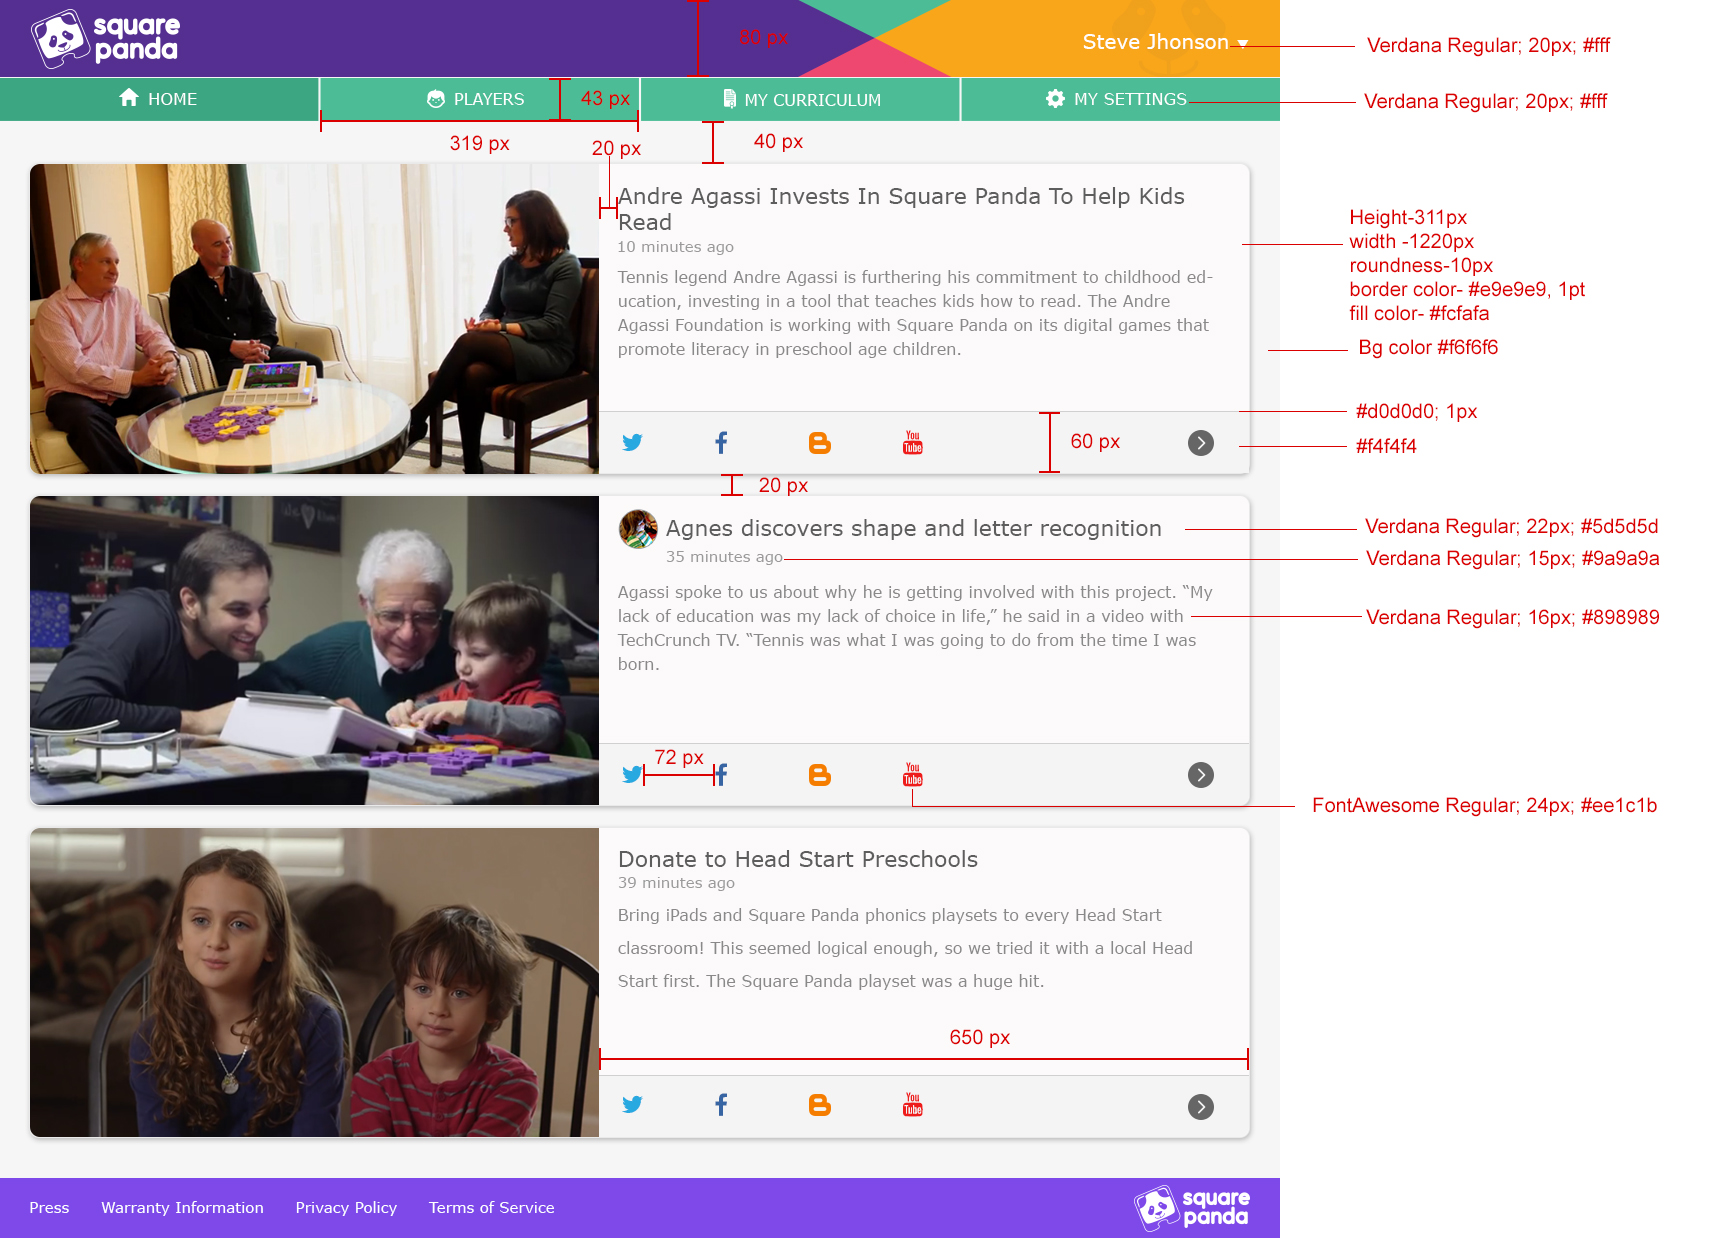 square
panda
80 px
Steve Jhonson
Verdana Regular; 20px; #fff
HOME
PLAYERS
43 px
MY CURRICULUM
MY SETTINGS
Verdana Regular; 20px; #fff
319 px
20 px
40 px
Andre Agassi Invests In Square Panda To Help Kids
Read
10 minutes ago
Tennis legend Andre Agassi is furthering his commitment to childhood ed-
ucation, investing in a tool that teaches kids how to read. The Andre
Agassi Foundation is working with Square Panda on its digital games that
promote literacy in preschool age children.
Height-311px
width -1220px
roundness-10px
border color- #e9e9e9, 1pt
fill color- #fcfafa
Bg color #f6f6f6
#d0d0d0; 1px
You
Tube
60 px
#f4f4f4
20 px
Agnes discovers shape and letter recognition
Verdana Regular; 22px; #5d5d5d
35 minutes ago
Verdana Regular; 15px; #9a9a9a
Agassi spoke to us about why he is getting involved with this project. “My
lack of education was my lack of choice in life,” he said in a video with
TechCrunch TV. “Tennis was what I was going to do from the time I was
born.
Verdana Regular; 16px; #898989
72 px
You
Tube
FontAwesome Regular; 24px; #ee1c1b
Donate to Head Start Preschools
39 minutes ago
Bring iPads and Square Panda phonics playsets to every Head Start
classroom! This seemed logical enough, so we tried it with a local Head
Start first. The Square Panda playset was a huge hit.
650 px
You
Tube
Press
Warranty Information
Privacy Policy
Terms of Service
square
panda